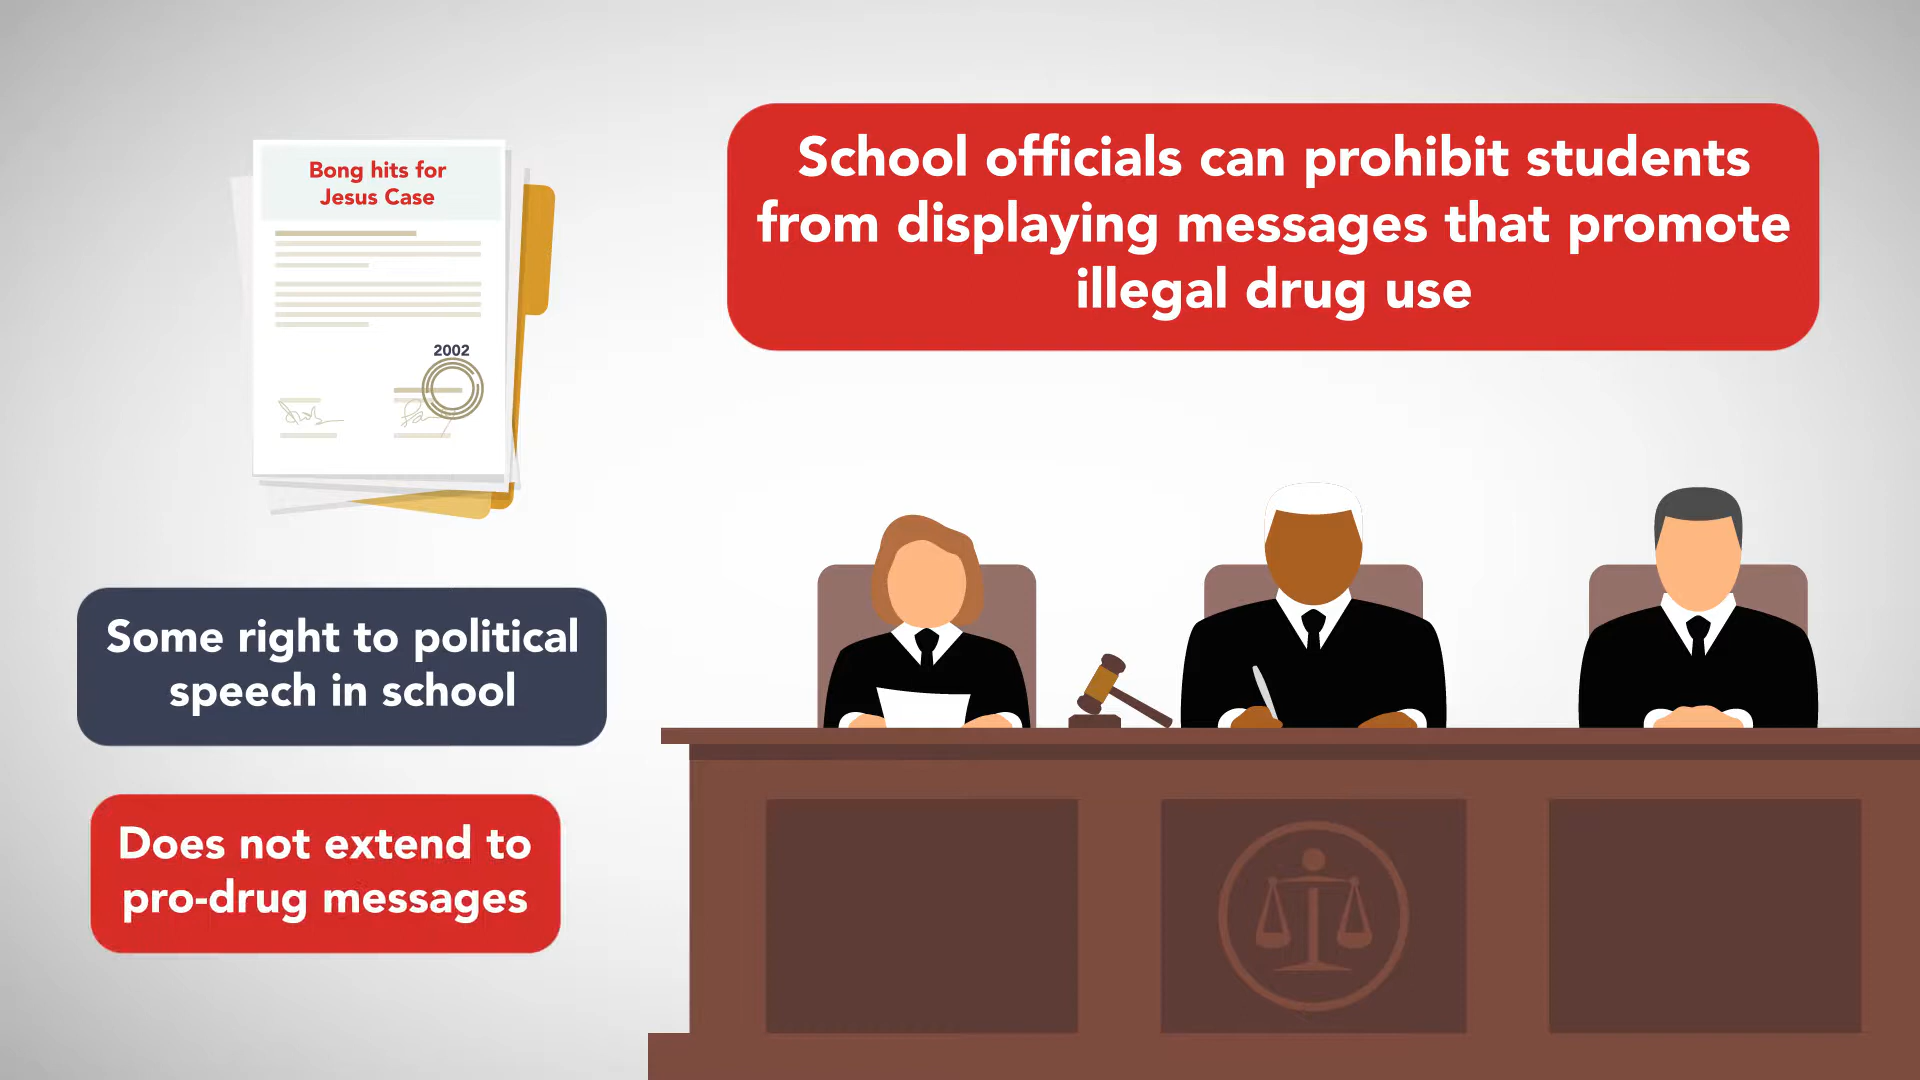 Bong hits for
Jesus Case
2002
School officials can prohibit students
from displaying messages that promote
illegal drug use
Some right to political
speech in school
Does not extend to
pro-drug messages